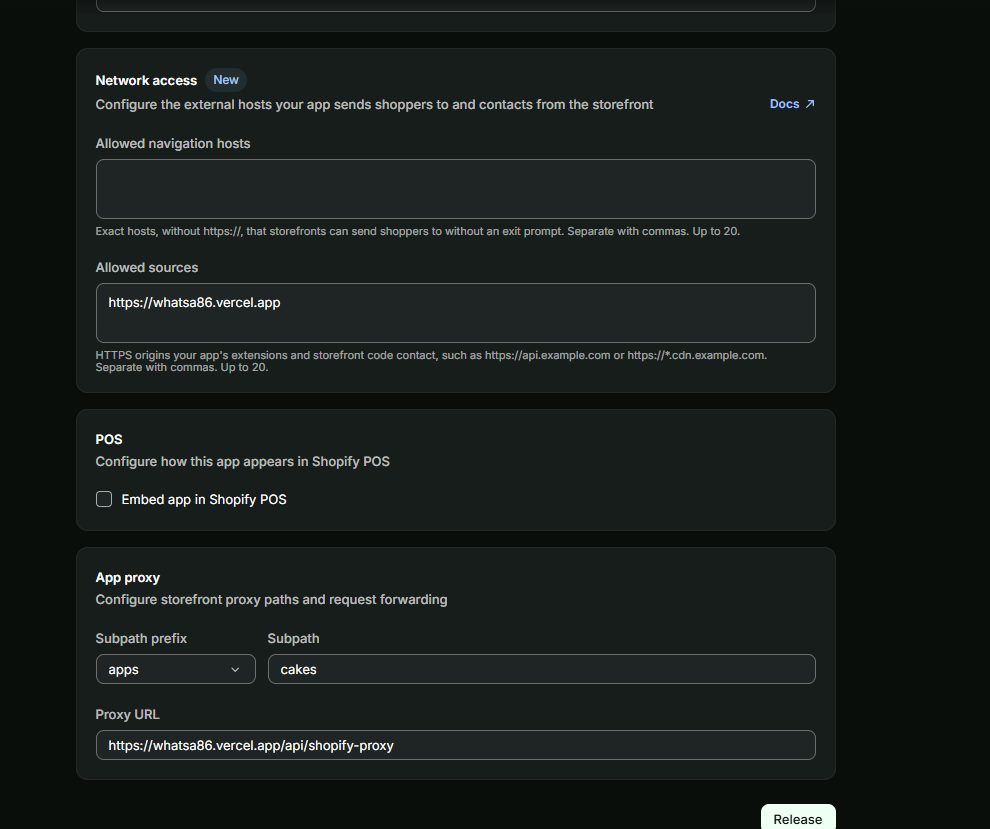 Network access New
Configure the external hosts your app sends shoppers to and contacts from the storefront
Docs ↗
Allowed navigation hosts
Exact hosts, without https://, that storefronts can send shoppers to without an exit prompt. Separate with commas. Up to 20.
Allowed sources
https://whatsa86.vercel.app
HTTPS origins your app's extensions and storefront code contact, such as https://api.example.com or https://*.cdn.example.com.
Separate with commas. Up to 20.
POS
Configure how this app appears in Shopify POS
Embed app in Shopify POS
App proxy
Configure storefront proxy paths and request forwarding
Subpath prefix Subpath
apps cakes
Proxy URL
https://whatsa86.vercel.app/api/shopify-proxy
Release